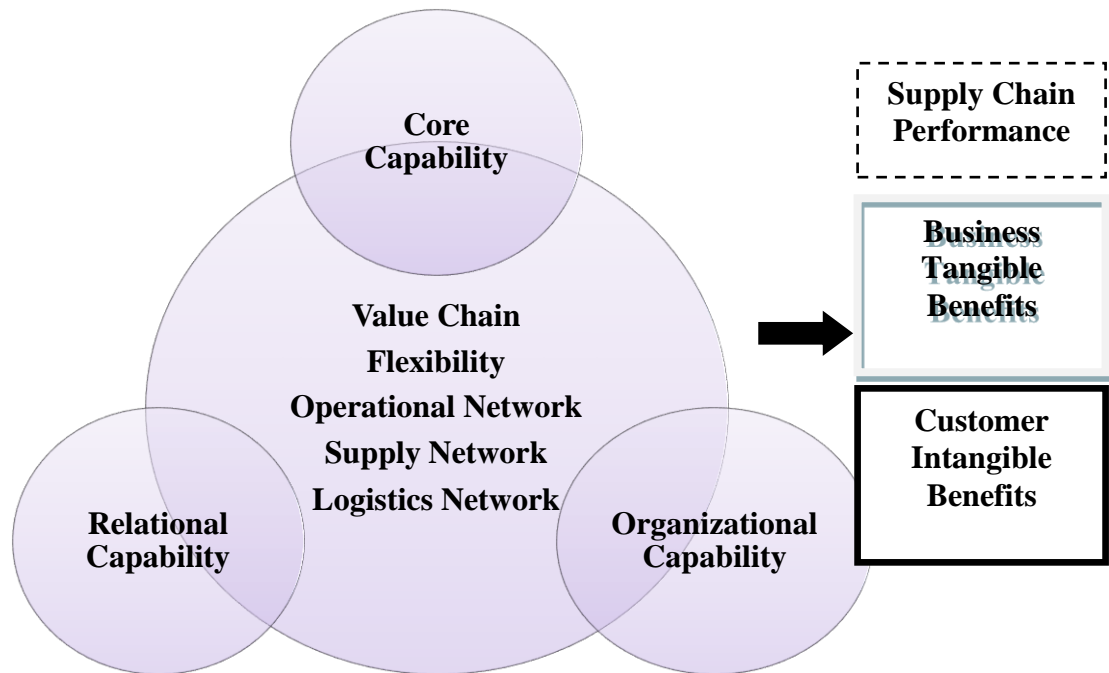 Core
Capability
Value Chain
Flexibility
Operational Network
Supply Network
Logistics Network
Relational
Capability
Organizational
Capability
Supply Chain
Performance
Business
Tangible
Benefits
Customer
Intangible
Benefits